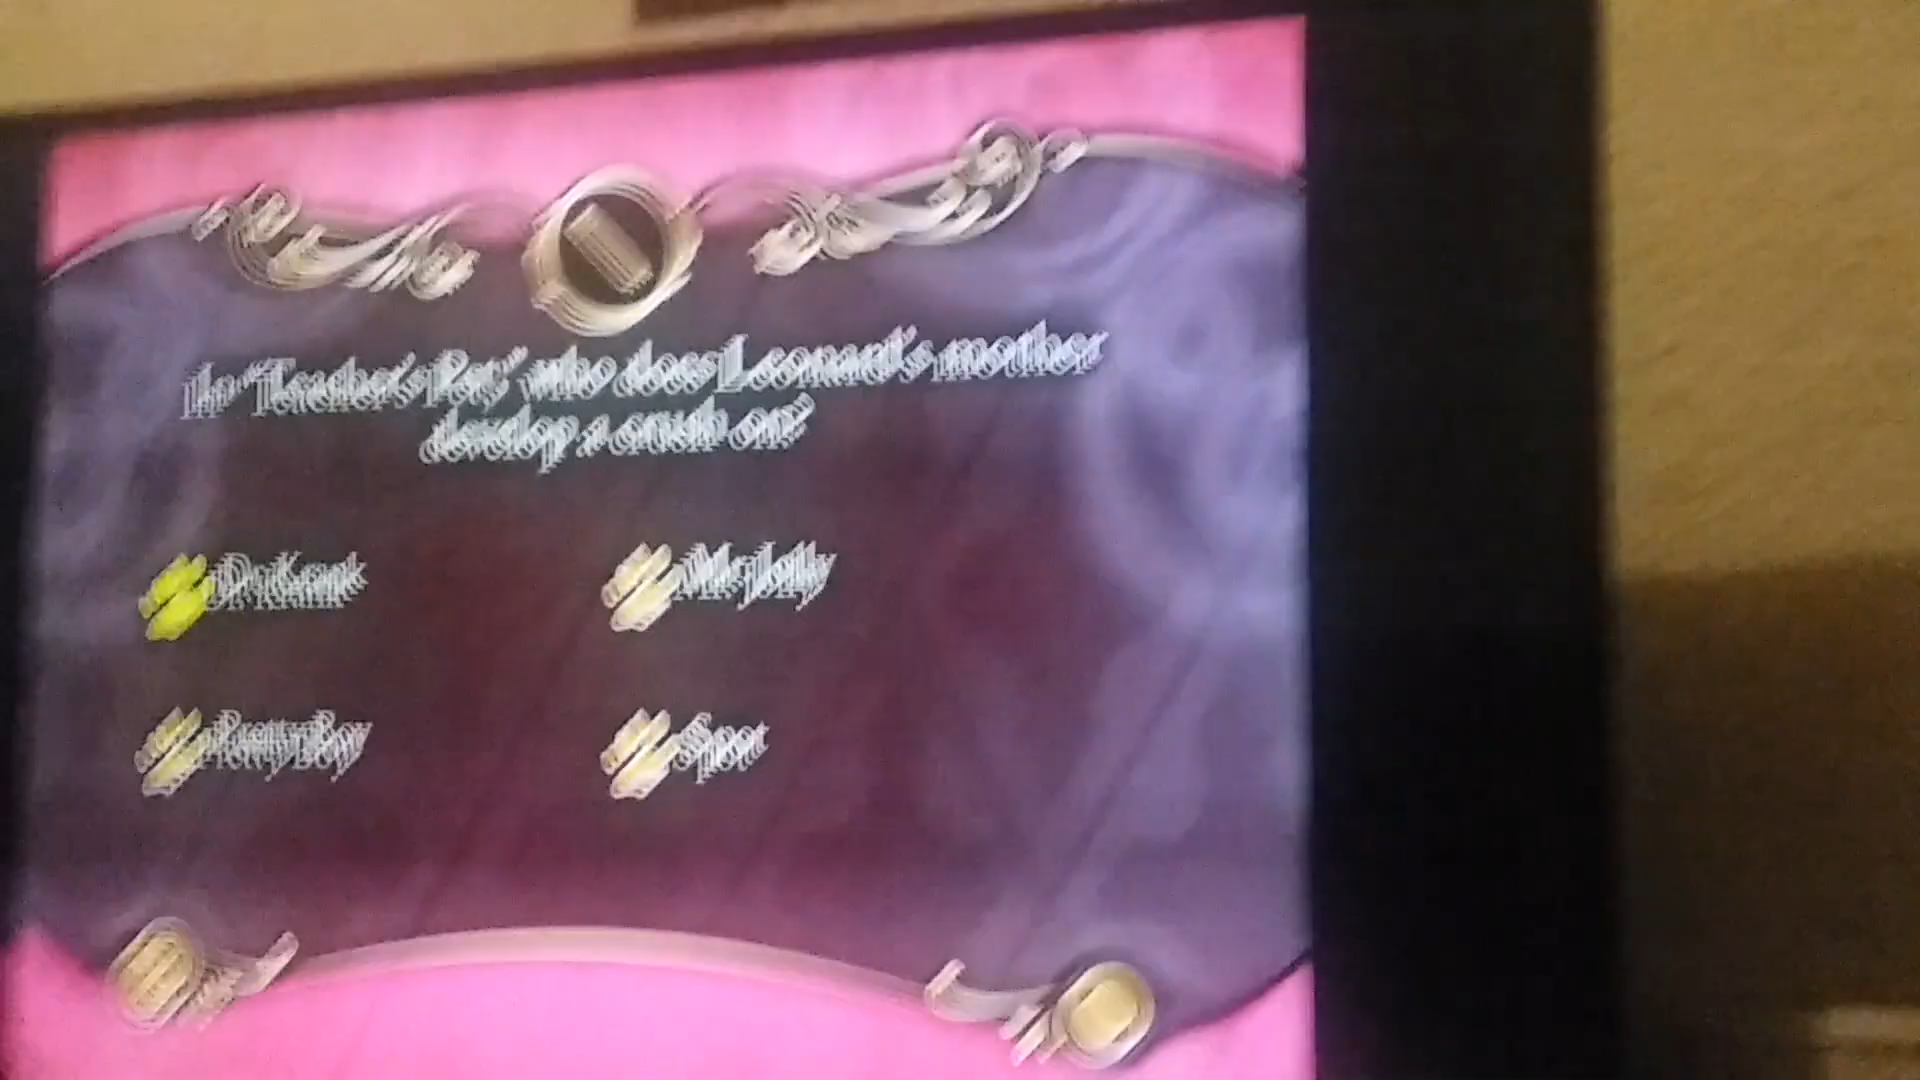 In "Teacher's Pet," who does Leonard's mother
develop a crush on?
Dr. Krank
Mr. Jolly
Pretty Boy
Spot